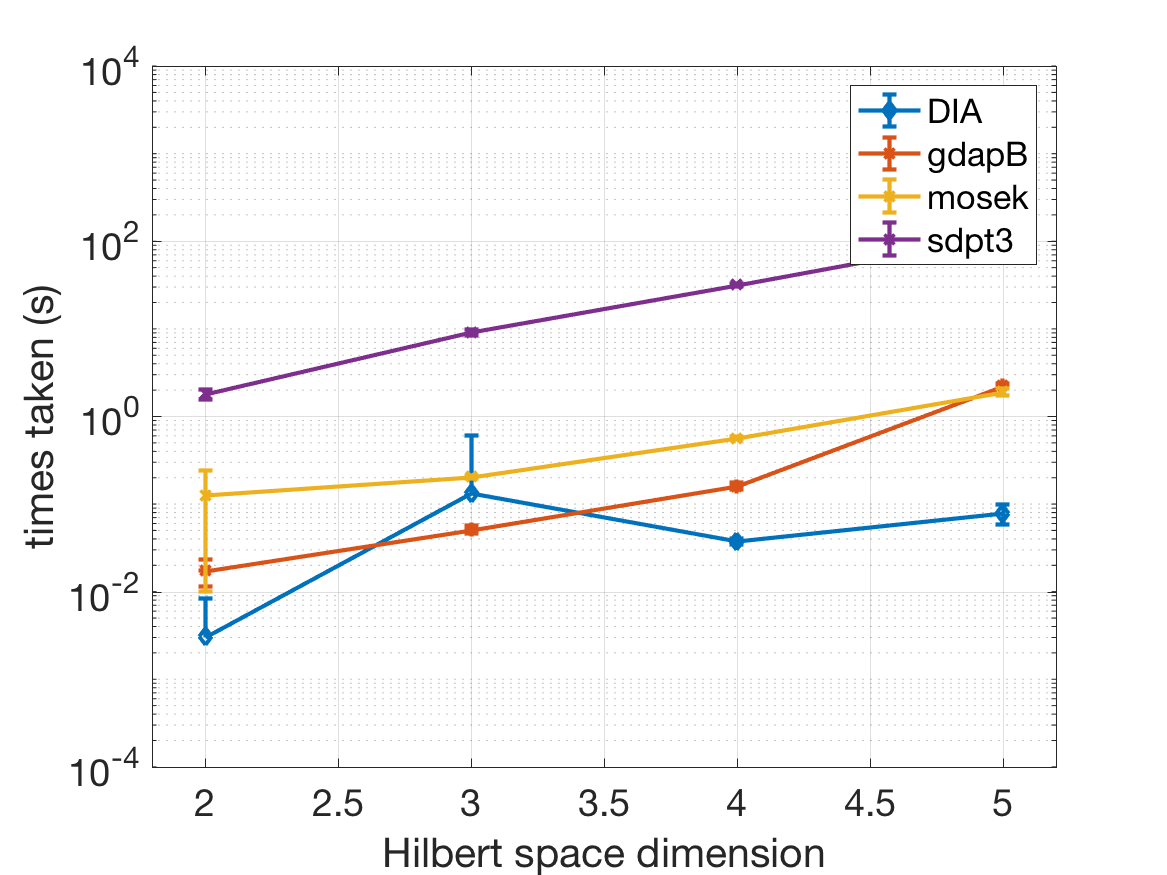 10^4
10^2
10^0
10^-2
10^-4
times taken (s)
DIA
gdapB
mosek
sdpt3
2 2.5 3 3.5 4 4.5 5
Hilbert space dimension